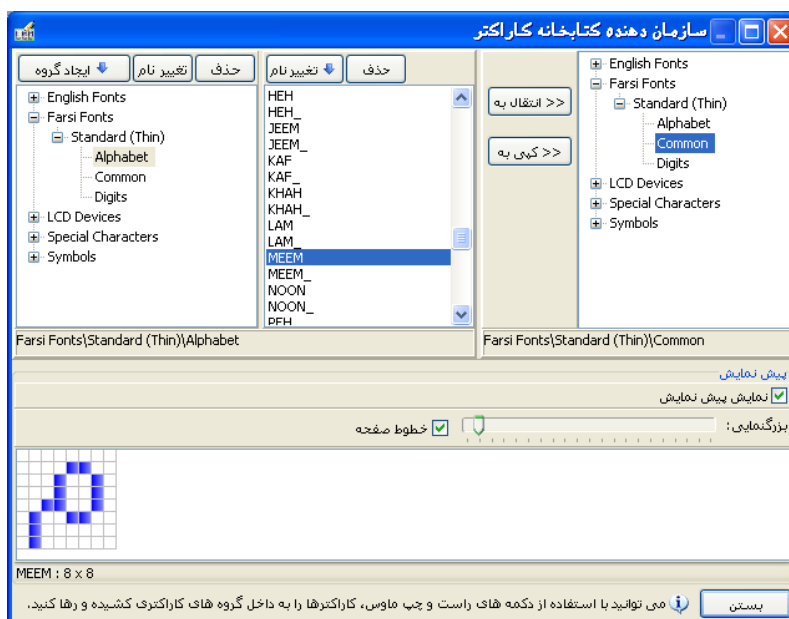 سازمان دهنده کتابخانه کاراکتر
ایجاد گروه
تغییر نام
حذف
English Fonts
Farsi Fonts
Standard (Thin)
Alphabet
Common
Digits
LCD Devices
Special Characters
Symbols
Farsi Fonts\Standard (Thin)\Alphabet
تغییر نام
حذف
HEH
HEH_
JEEM
JEEM_
KAF
KAF_
KHAH
KHAH_
LAM
LAM_
MEEM
MEEM_
NOON
NOON_
PEH
انتقال به >>
کپی به >>
English Fonts
Farsi Fonts
Standard (Thin)
Alphabet
Common
Digits
LCD Devices
Special Characters
Symbols
Farsi Fonts\Standard (Thin)\Common
پیش نمایش
نمایش پیش نمایش
بزرگنمایی:
خطوط صفحه
MEEM : 8 x 8
می توانید با استفاده از دکمه های راست و چپ ماوس، کاراکترها را به داخل گروه های کاراکتری کشیده و رها کنید.
بستن